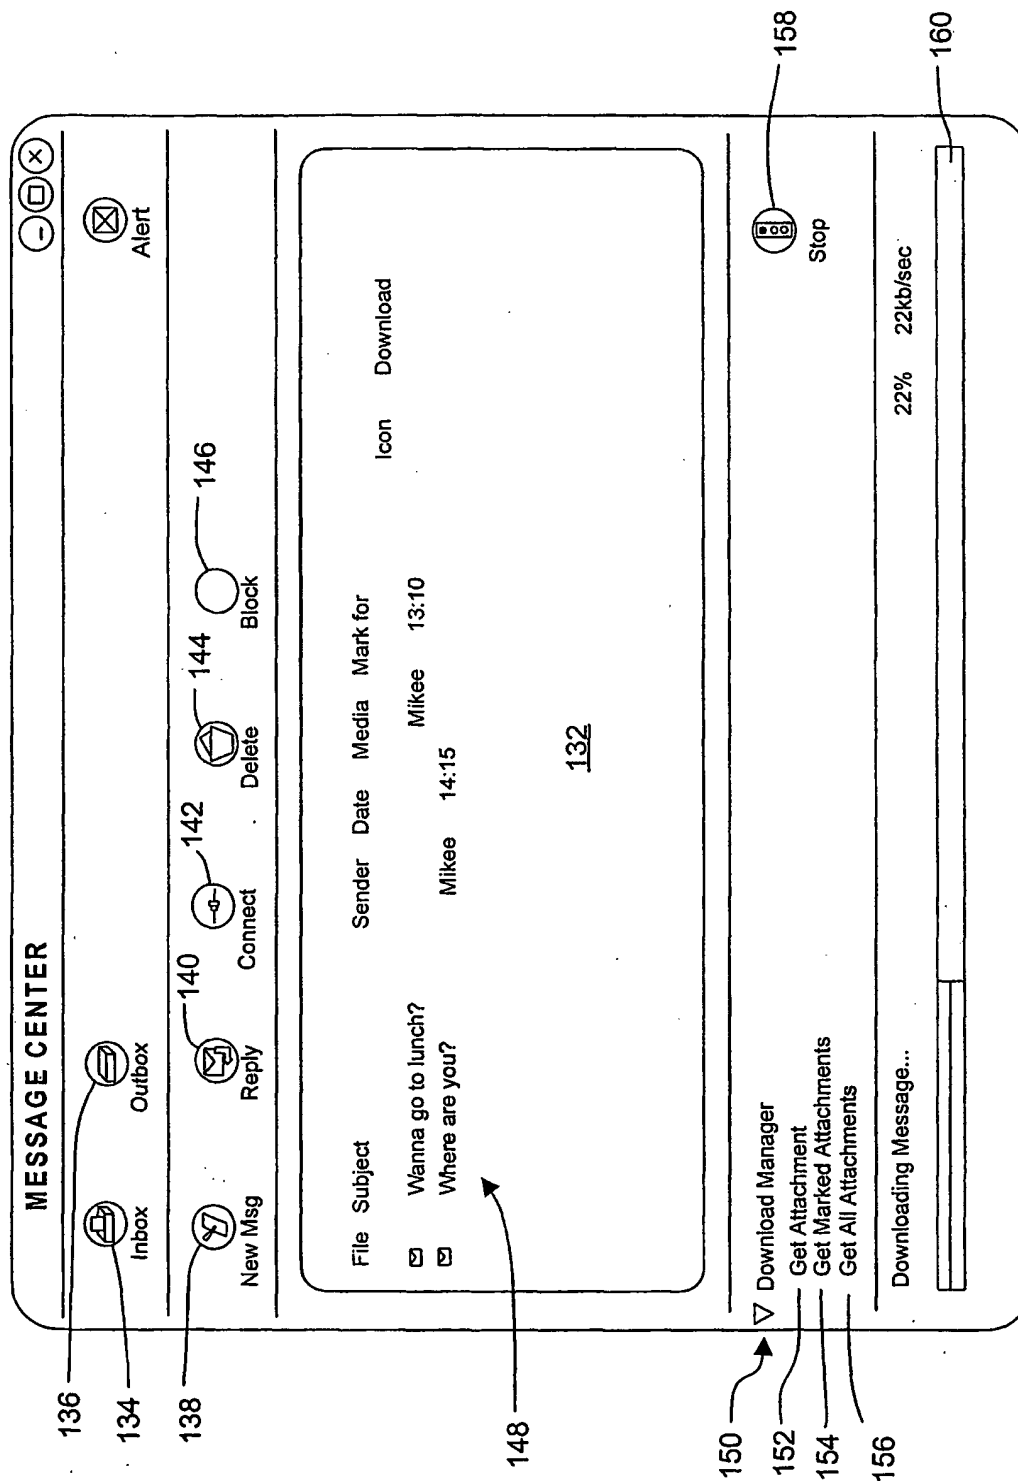 MESSAGE CENTER
136
134
Inbox
Outbox
Alert
138
140
142
144
146
New Msg
Reply
Connect
Delete
Block
File Subject Sender Date Media Mark for Icon Download
Wanna go to lunch? Mikee 13:10
Where are you? Mikee 14:15
148
132
150
Download Manager
152
Get Attachment
154
Get Marked Attachments
156
Get All Attachments
158
Stop
Downloading Message... 22% 22kb/sec
160